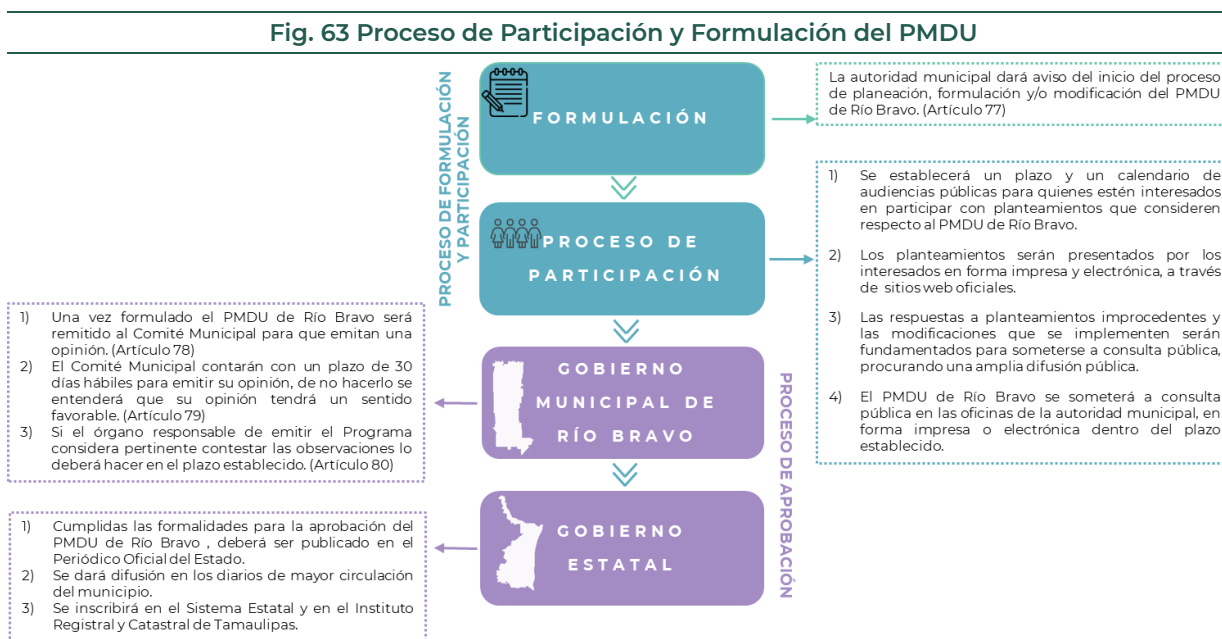 Fig. 63 Proceso de Participación y Formulación del PMDU
PROCESO DE FORMULACIÓN
Y PARTICIPACIÓN
FORMULACIÓN
La autoridad municipal dará aviso del inicio del proceso
de planeación, formulación y/o modificación del PMDU
de Río Bravo. (Artículo 77)
PROCESO DE
PARTICIPACIÓN
1) Se establecerá un plazo y un calendario de
audiencias públicas para quienes estén interesados
en participar con planteamientos que consideren
respecto al PMDU de Río Bravo.
2) Los planteamientos serán presentados por los
interesados en forma impresa y electrónica, a través
de sitios web oficiales.
3) Las respuestas a planteamientos improcedentes y
las modificaciones que se implementen serán
fundamentados para someterse a consulta pública,
procurando una amplia difusión pública.
4) El PMDU de Río Bravo se someterá a consulta
pública en las oficinas de la autoridad municipal, en
forma impresa o electrónica dentro del plazo
establecido.
PROCESO DE APROBACIÓN
GOBIERNO
MUNICIPAL DE
RÍO BRAVO
1) Una vez formulado el PMDU de Río Bravo será
remitido al Comité Municipal para que emitan una
opinión. (Artículo 78)
2) El Comité Municipal contarán con un plazo de 30
días hábiles para emitir su opinión, de no hacerlo se
entenderá que su opinión tendrá un sentido
favorable. (Artículo 79)
3) Si el órgano responsable de emitir el Programa
considera pertinente contestar las observaciones lo
deberá hacer en el plazo establecido. (Artículo 80)
GOBIERNO
ESTATAL
1) Cumplidas las formalidades para la aprobación del
PMDU de Río Bravo , deberá ser publicado en el
Periódico Oficial del Estado.
2) Se dará difusión en los diarios de mayor circulación
del municipio.
3) Se inscribirá en el Sistema Estatal y en el Instituto
Registral y Catastral de Tamaulipas.